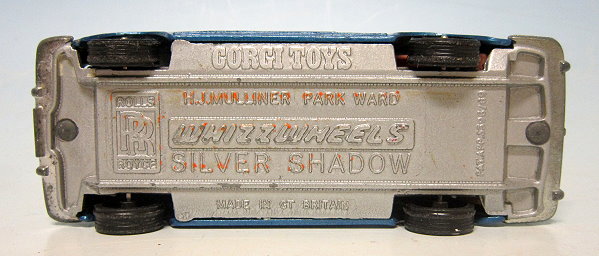 CORGI TOYS
H.J.MULLINER PARK WARD
ROLLS
RR
ROYCE
WHIZZWHEELS
SILVER SHADOW
MADE IN GT BRITAIN